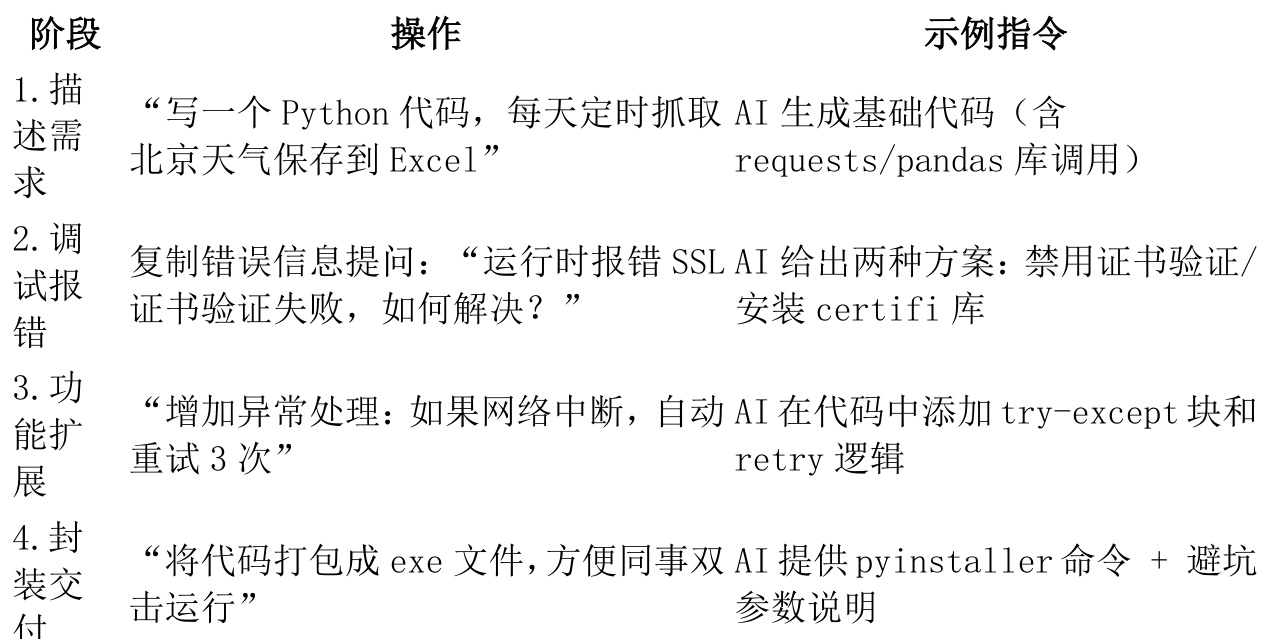 阶段 操作 示例指令
1.描述需求 “写一个 Python 代码，每天定时抓取北京天气保存到 Excel” AI 生成基础代码（含 requests/pandas 库调用）
2.调试报错 复制错误信息提问：“运行时报错 SSL 证书验证失败，如何解决？” AI 给出两种方案：禁用证书验证/安装 certifi 库
3.功能扩展 “增加异常处理：如果网络中断，自动重试 3 次” AI 在代码中添加 try-except 块和 retry 逻辑
4.封装交付 “将代码打包成 exe 文件，方便同事双击运行” AI 提供 pyinstaller 命令 + 避坑参数说明